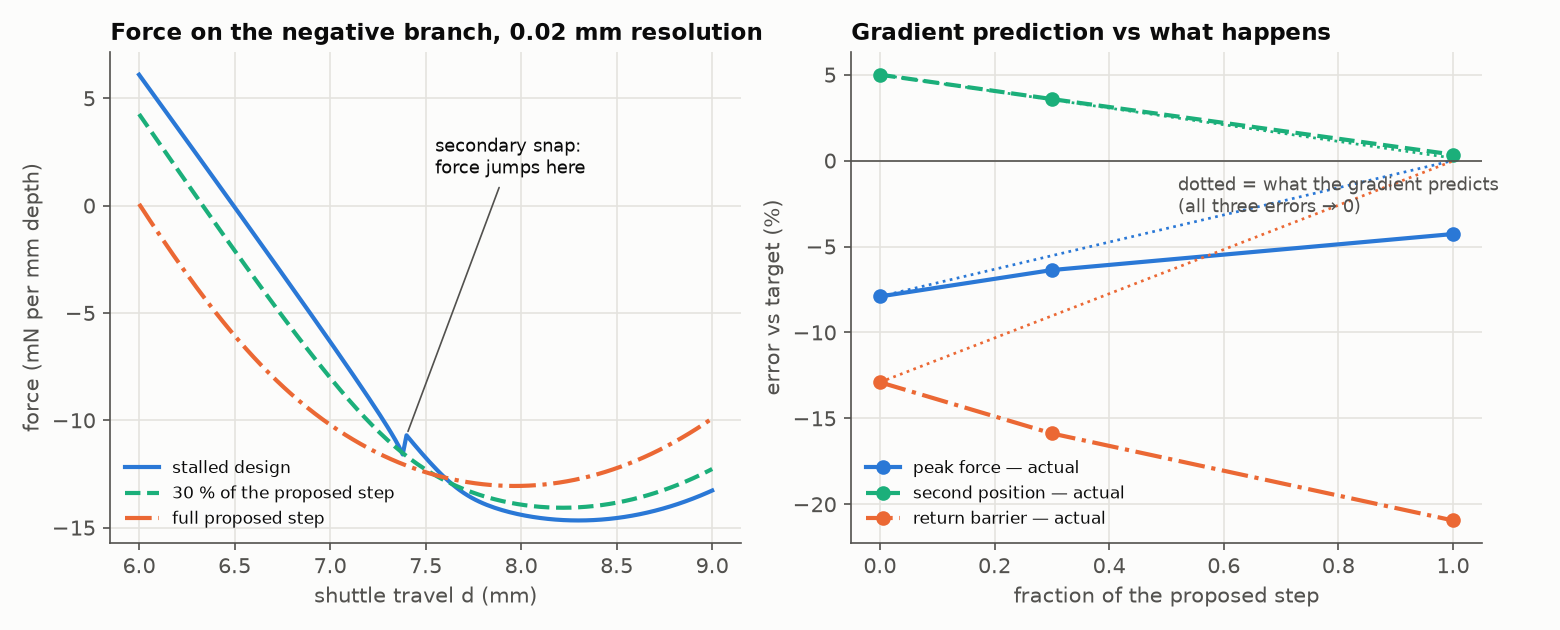 Force on the negative branch, 0.02 mm resolution
force (mN per mm depth)
5
0
−5
−10
−15
secondary snap:
force jumps here
stalled design
30 % of the proposed step
full proposed step
6.0 6.5 7.0 7.5 8.0 8.5 9.0
shuttle travel d (mm)
Gradient prediction vs what happens
error vs target (%)
5
0
−5
−10
−15
−20
dotted = what the gradient predicts
(all three errors → 0)
peak force — actual
second position — actual
return barrier — actual
0.0 0.2 0.4 0.6 0.8 1.0
fraction of the proposed step